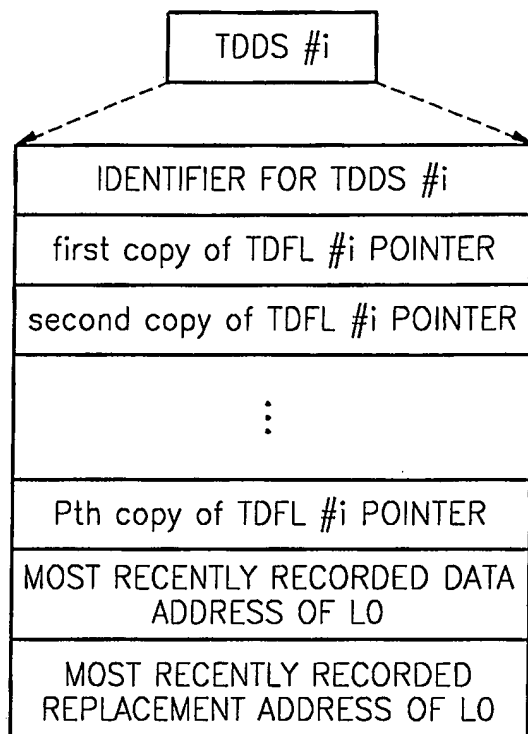 TDDS #i
IDENTIFIER FOR TDDS #i
first copy of TDFL #i POINTER
second copy of TDFL #i POINTER
⋮
Pth copy of TDFL #i POINTER
MOST RECENTLY RECORDED DATA
ADDRESS OF L0
MOST RECENTLY RECORDED
REPLACEMENT ADDRESS OF L0